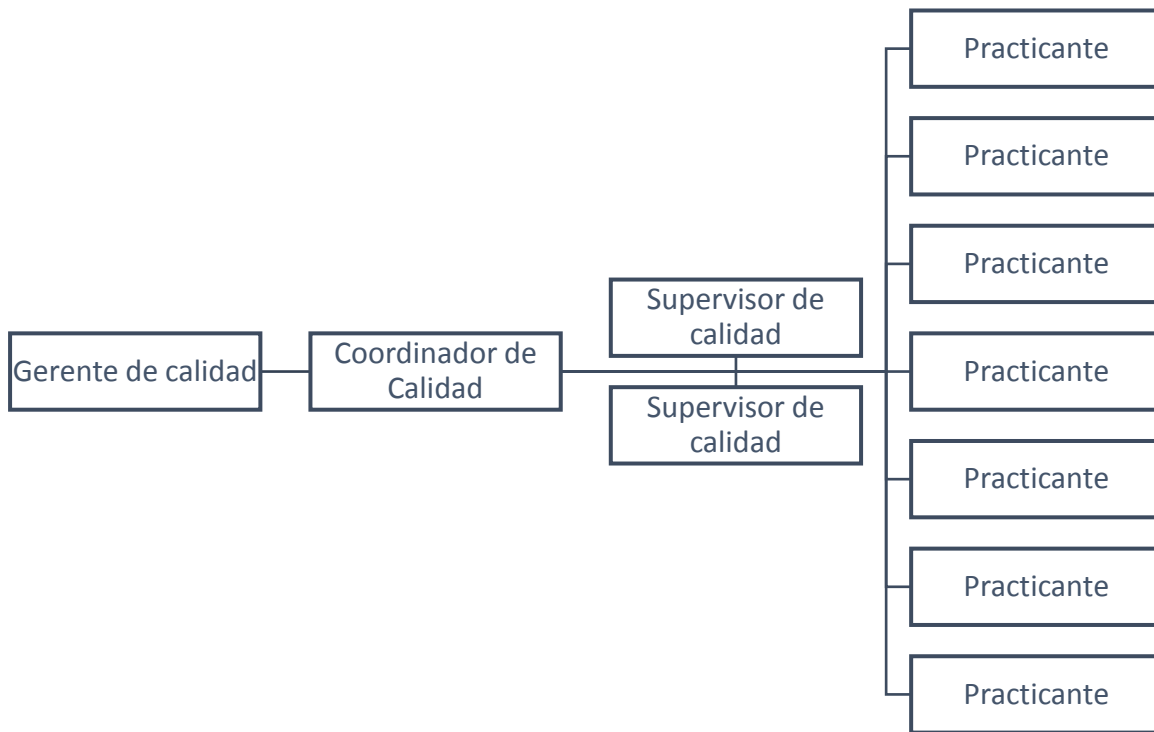 Gerente de calidad
Coordinador de
Calidad
Supervisor de
calidad
Supervisor de
calidad
Practicante
Practicante
Practicante
Practicante
Practicante
Practicante
Practicante